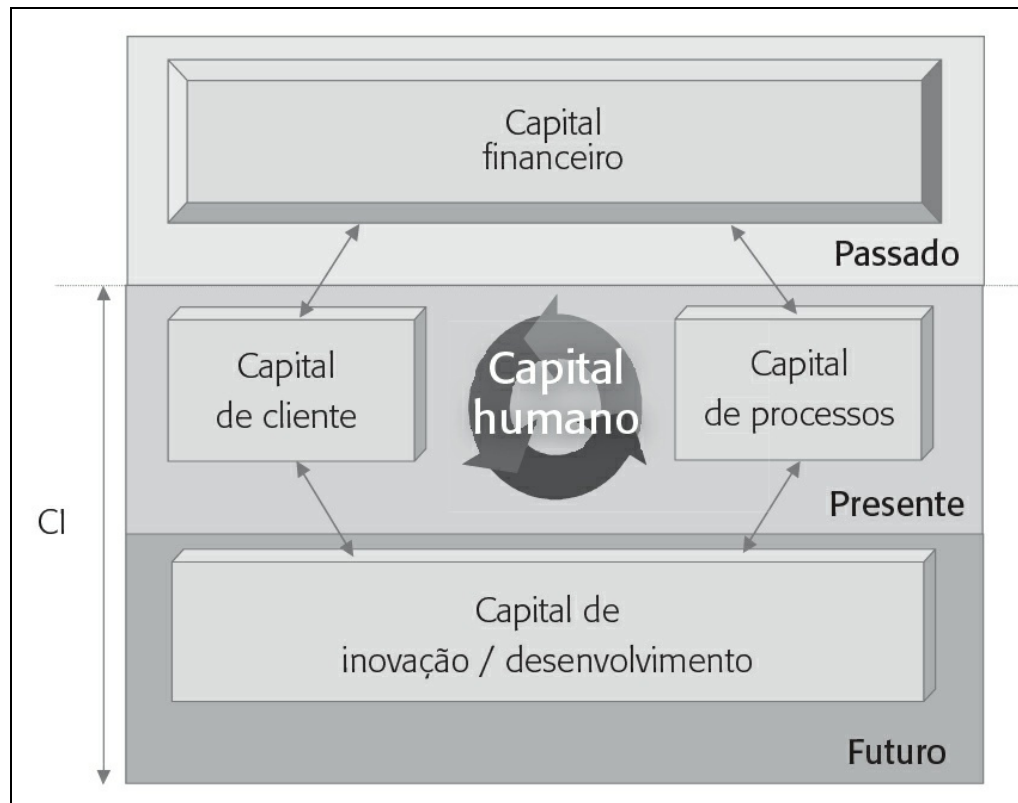 Capital
financeiro
Passado
Capital
de cliente
Capital
humano
Capital
de processos
Presente
CI
Capital de
inovação / desenvolvimento
Futuro